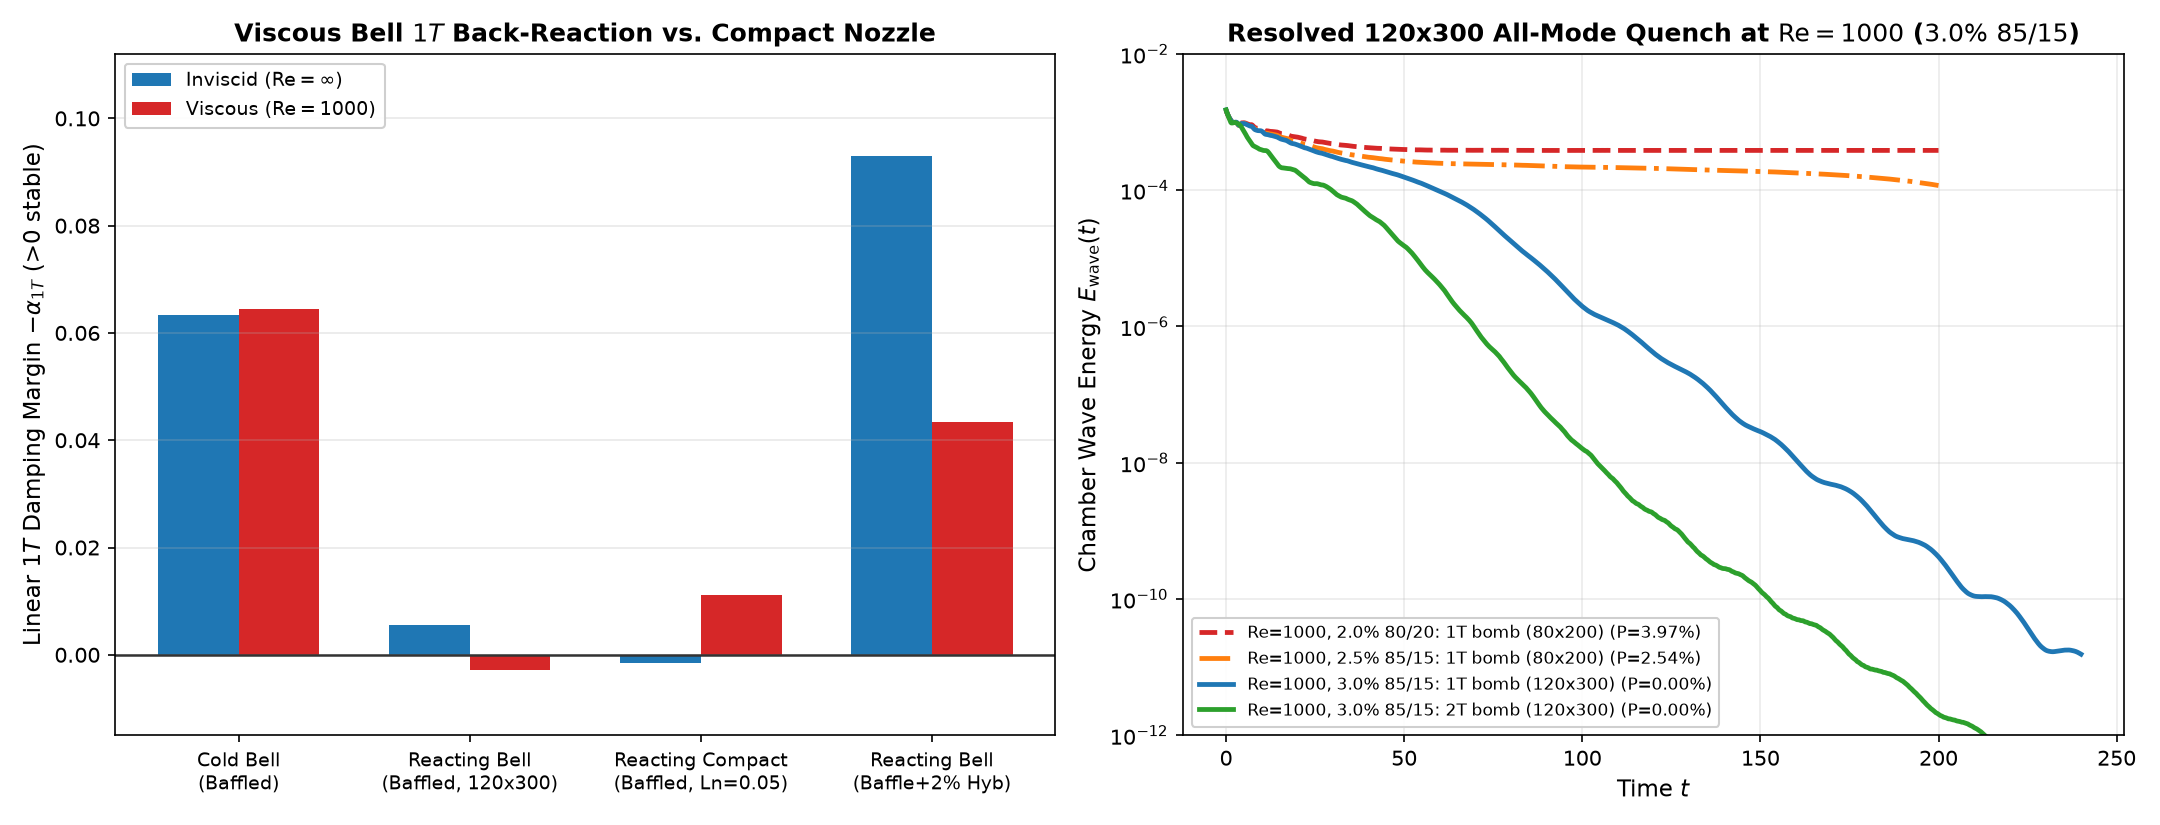 Viscous Bell 1T Back-Reaction vs. Compact Nozzle
Inviscid (Re = ∞)
Viscous (Re = 1000)
Linear 1T Damping Margin −α1T (>0 stable)
0.10
0.08
0.06
0.04
0.02
0.00
Cold Bell
(Baffled)
Reacting Bell
(Baffled, 120x300)
Reacting Compact
(Baffled, Ln=0.05)
Reacting Bell
(Baffle+2% Hyb)
Resolved 120x300 All-Mode Quench at Re = 1000 (3.0% 85/15)
Chamber Wave Energy Ewave(t)
10−2
10−4
10−6
10−8
10−10
10−12
Re=1000, 2.0% 80/20: 1T bomb (80x200) (P=3.97%)
Re=1000, 2.5% 85/15: 1T bomb (80x200) (P=2.54%)
Re=1000, 3.0% 85/15: 1T bomb (120x300) (P=0.00%)
Re=1000, 3.0% 85/15: 2T bomb (120x300) (P=0.00%)
0
50
100
150
200
250
Time t